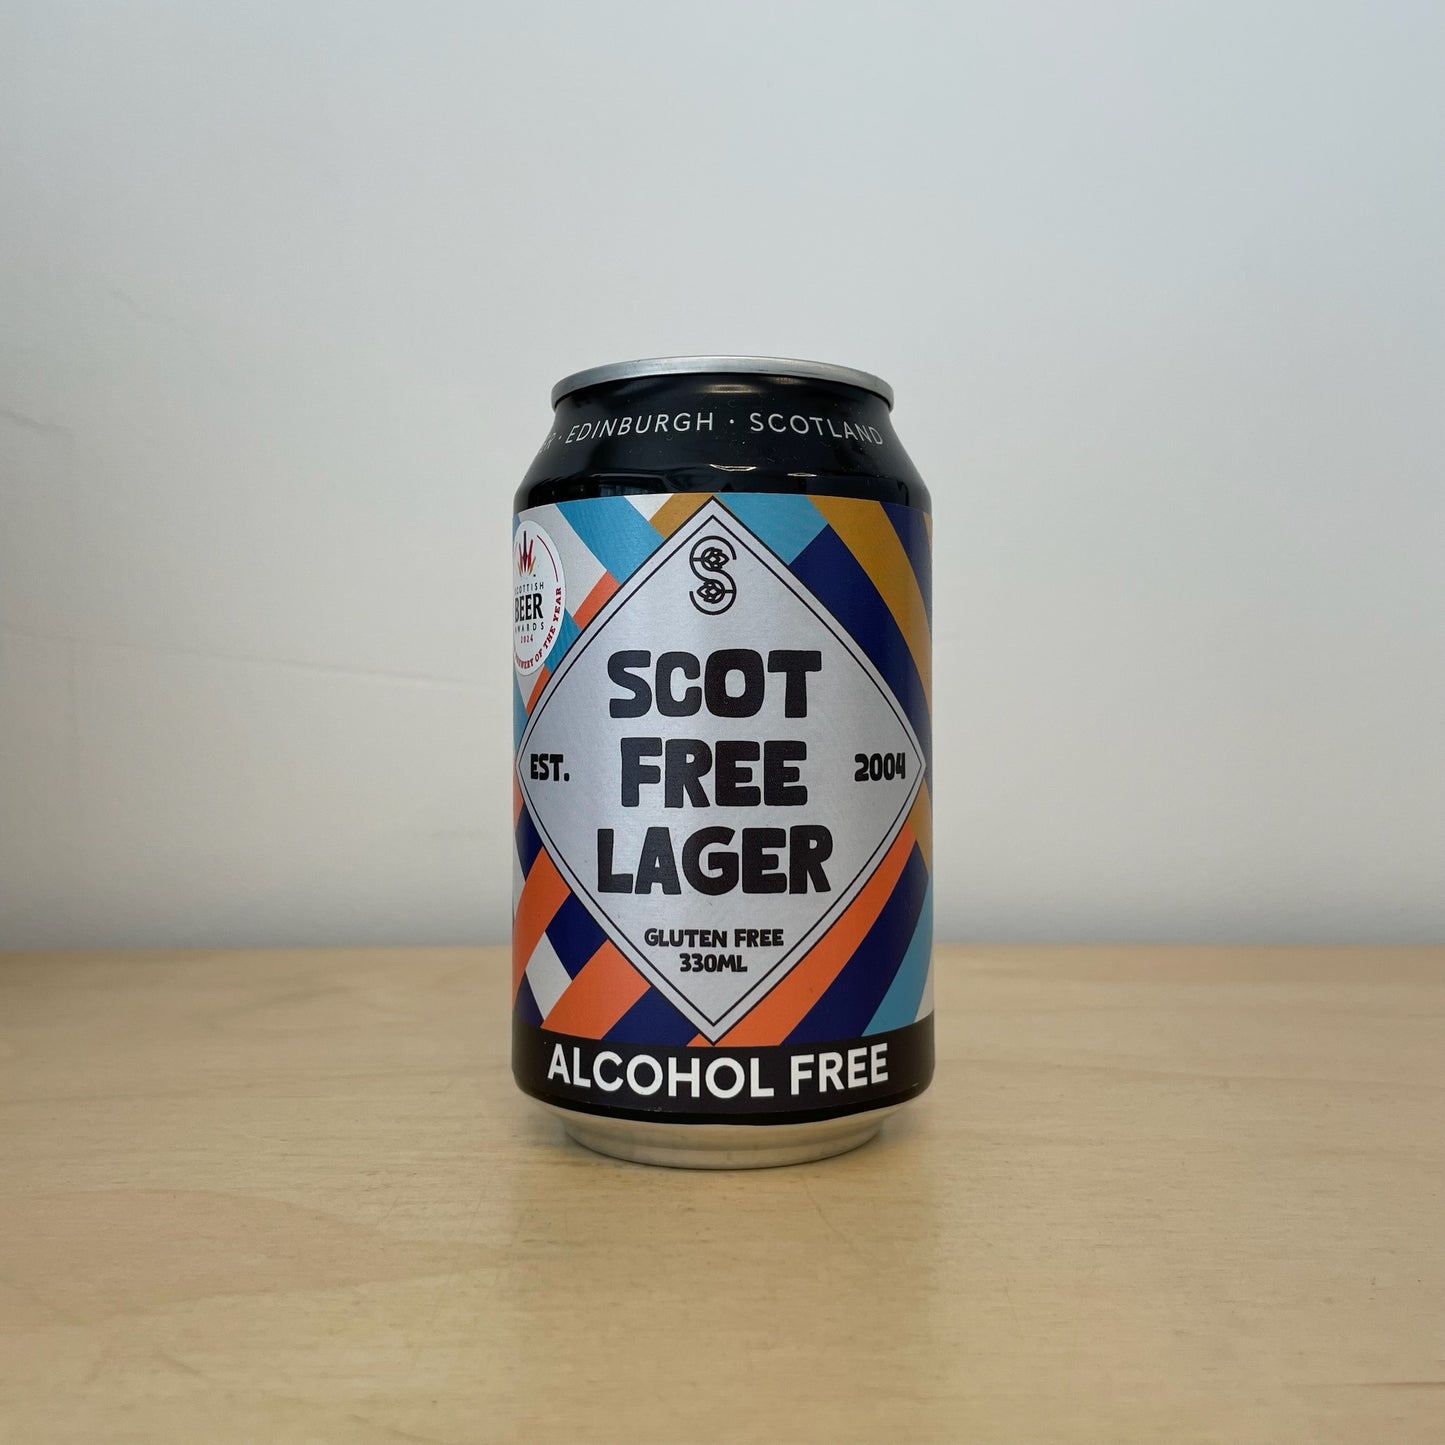 · EDINBURGH · SCOTLAND
SCOTTISH
BEER
AWARDS
2024
BREWERY OF THE YEAR
SCOT
FREE
EST. 2004
LAGER
GLUTEN FREE
330ML
ALCOHOL FREE